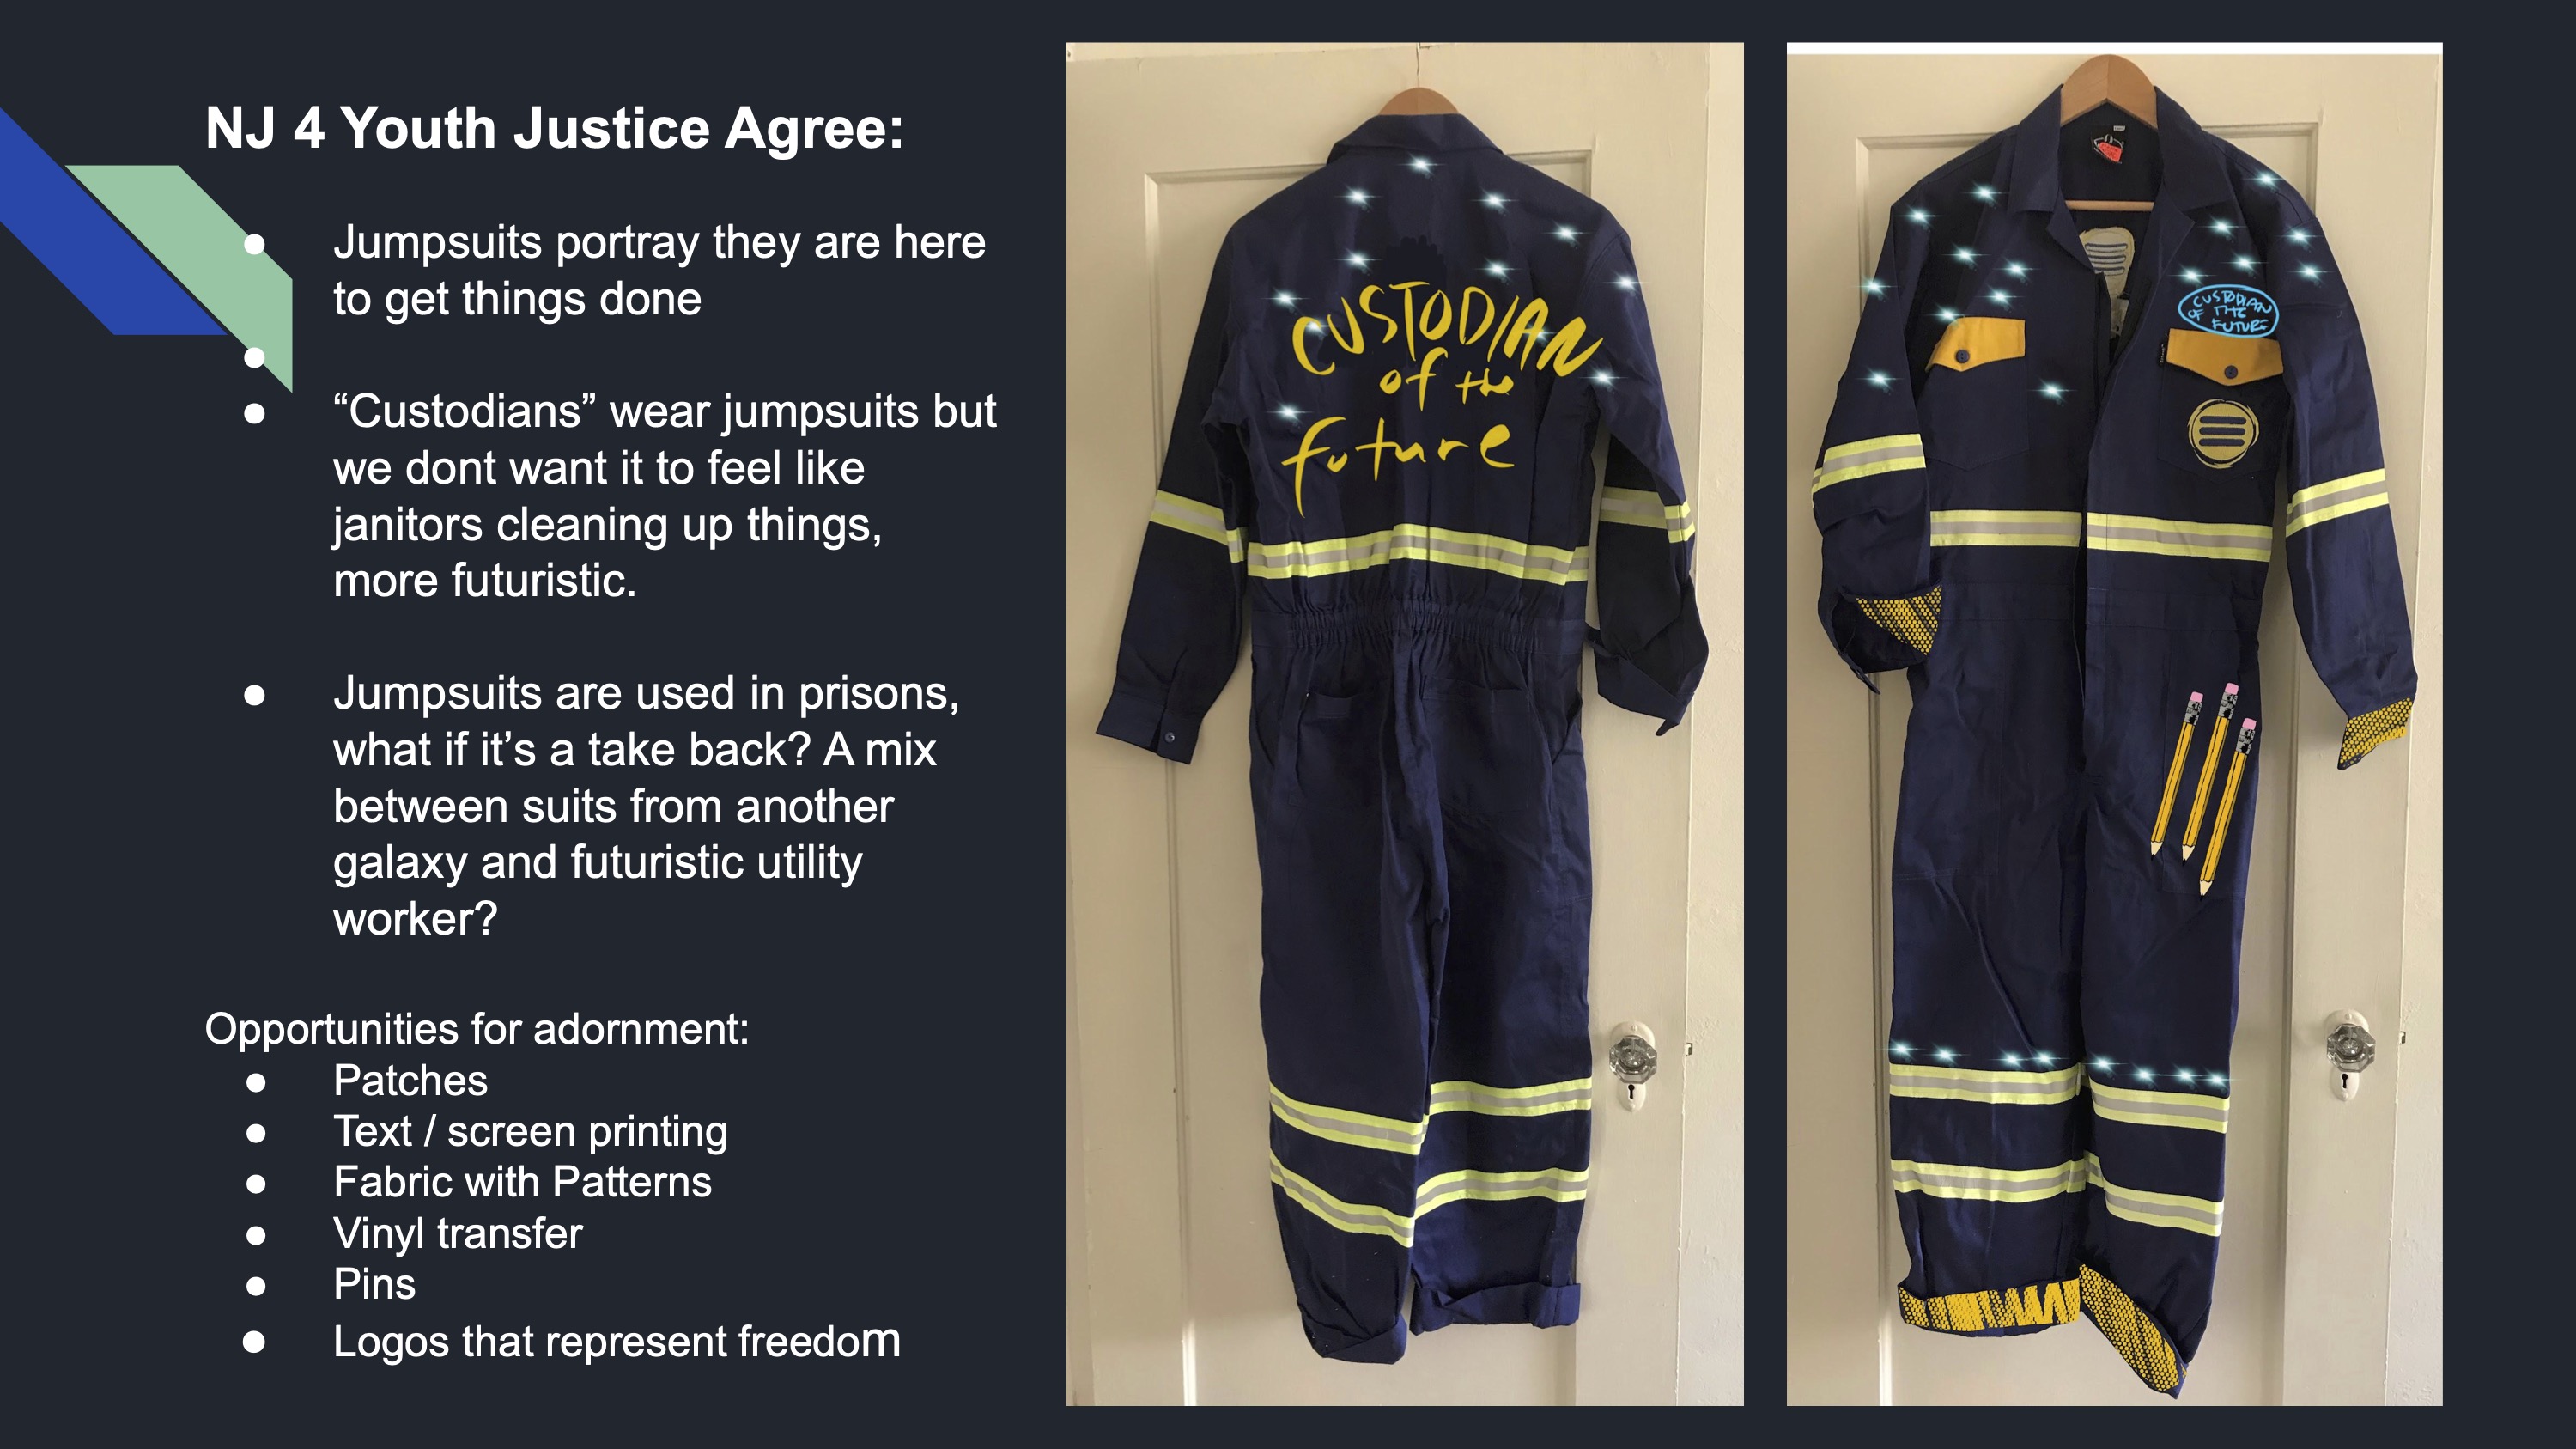 NJ 4 Youth Justice Agree:
● Jumpsuits portray they are here
to get things done
●
● “Custodians” wear jumpsuits but
we dont want it to feel like
janitors cleaning up things,
more futuristic.
● Jumpsuits are used in prisons,
what if it’s a take back? A mix
between suits from another
galaxy and futuristic utility
worker?
Opportunities for adornment:
● Patches
● Text / screen printing
● Fabric with Patterns
● Vinyl transfer
● Pins
● Logos that represent freedom
CUSTODIAN
of the
future
CUSTODIAN
OF THE
FUTURE